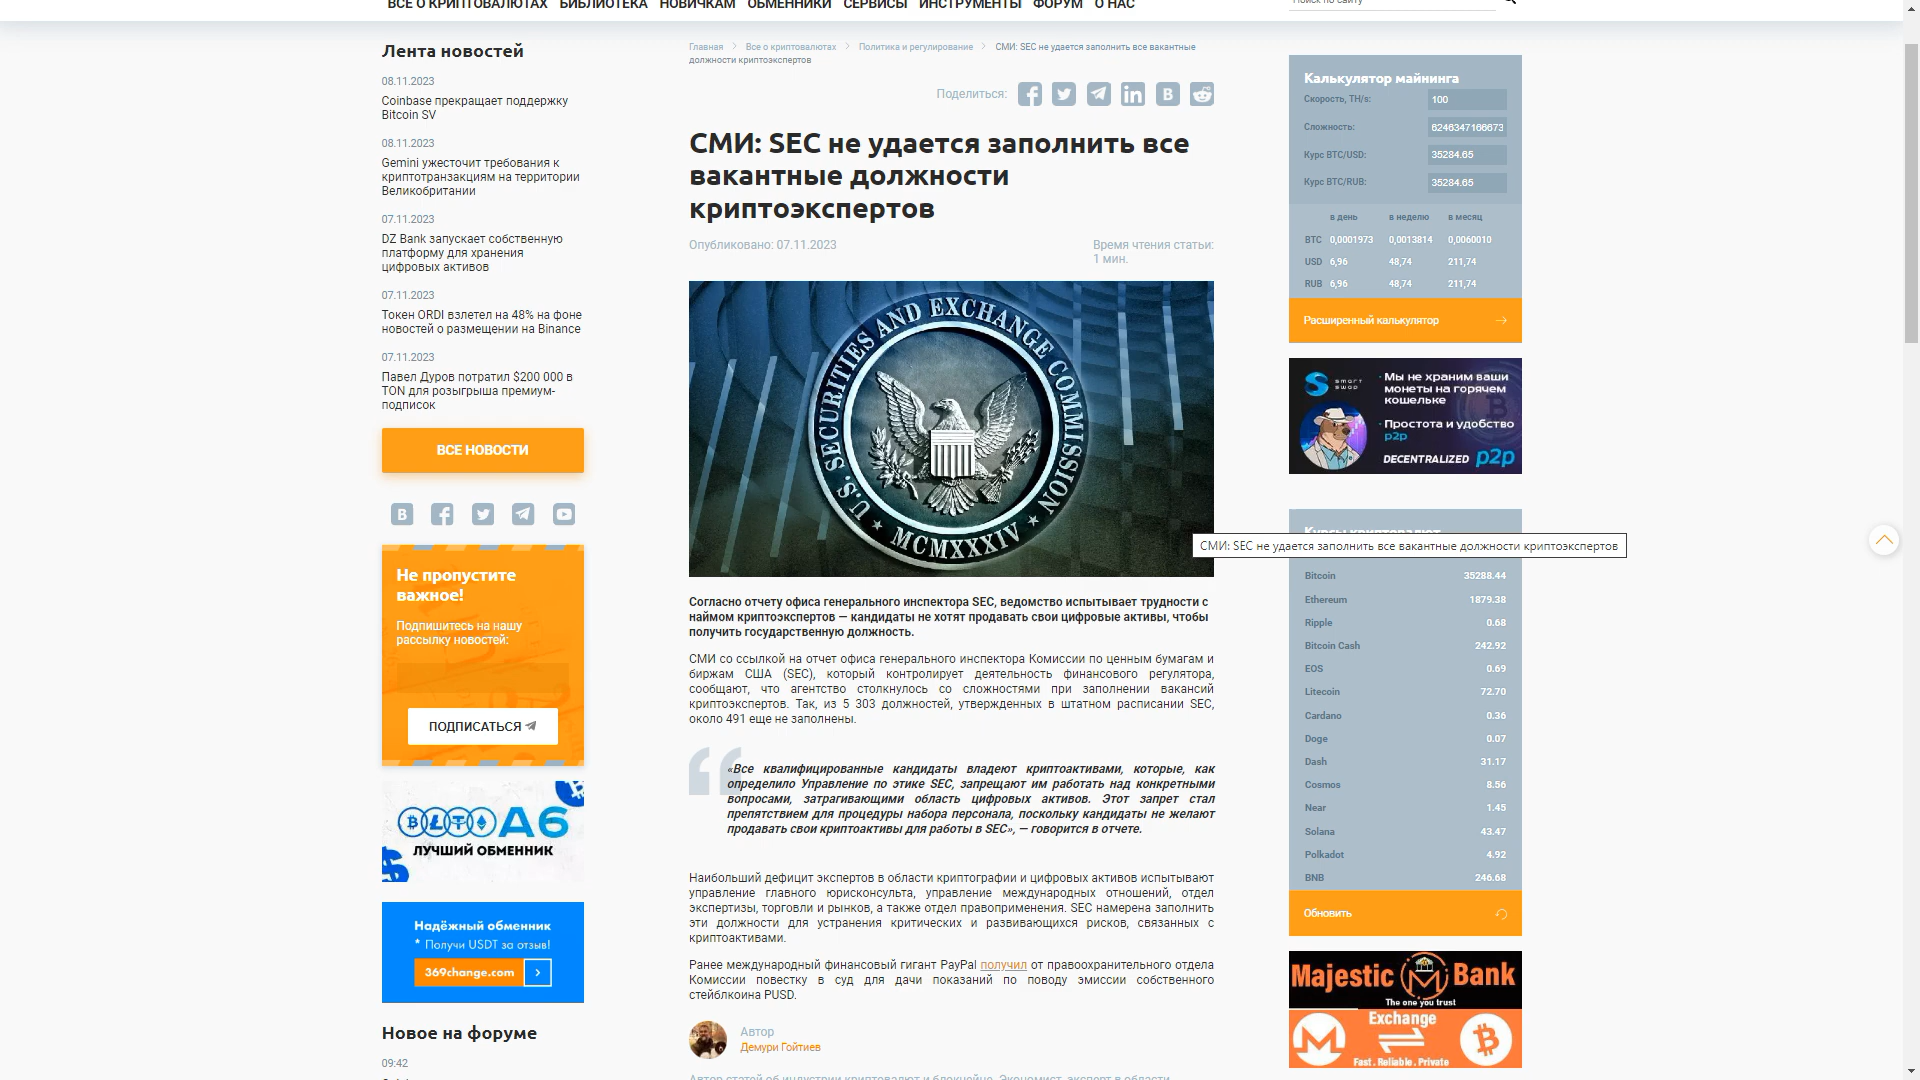 ВСЕ О КРИПТОВАЛЮТАХ БИБЛИОТЕКА НОВИЧКАМ ОБМЕННИКИ СЕРВИСЫ ИНСТРУМЕНТЫ ФОРУМ О НАС
Поиск по сайту
Лента новостей
08.11.2023
Coinbase прекращает поддержку
Bitcoin SV
08.11.2023
Gemini ужесточит требования к
криптотранзакциям на территории
Великобритании
07.11.2023
DZ Bank запускает собственную
платформу для хранения
цифровых активов
07.11.2023
Токен ORDI взлетел на 48% на фоне
новостей о размещении на Binance
07.11.2023
Павел Дуров потратил $200 000 в
TON для розыгрыша премиум-
подписок
ВСЕ НОВОСТИ
Не пропустите
важное!
Подпишитесь на нашу
рассылку новостей:
ПОДПИСАТЬСЯ
A6
ЛУЧШИЙ ОБМЕННИК
Надёжный обменник
* Получи USDT за отзыв!
369change.com
Новое на форуме
09:42
Главная Все о криптовалютах Политика и регулирование СМИ: SEC не удается заполнить все вакантные
должности криптоэкспертов
Поделиться:
СМИ: SEC не удается заполнить все
вакантные должности
криптоэкспертов
Опубликовано: 07.11.2023
Время чтения статьи:
1 мин.
U.S. SECURITIES AND EXCHANGE COMMISSION
MCMXXXIV
СМИ: SEC не удается заполнить все вакантные должности криптоэкспертов
Согласно отчету офиса генерального инспектора SEC, ведомство испытывает трудности с
наймом криптоэкспертов — кандидаты не хотят продавать свои цифровые активы, чтобы
получить государственную должность.
СМИ со ссылкой на отчет офиса генерального инспектора Комиссии по ценным бумагам и
биржам США (SEC), который контролирует деятельность финансового регулятора,
сообщают, что агентство столкнулось со сложностями при заполнении вакансий
криптоэкспертов. Так, из 5 303 должностей, утвержденных в штатном расписании SEC,
около 491 еще не заполнены.
«Все квалифицированные кандидаты владеют криптоактивами, которые, как
определило Управление по этике SEC, запрещают им работать над конкретными
вопросами, затрагивающими область цифровых активов. Этот запрет стал
препятствием для процедуры набора персонала, поскольку кандидаты не желают
продавать свои криптоактивы для работы в SEC», — говорится в отчете.
Наибольший дефицит экспертов в области криптографии и цифровых активов испытывают
управление главного юрисконсульта, управление международных отношений, отдел
экспертизы, торговли и рынков, а также отдел правоприменения. SEC намерена заполнить
эти должности для устранения критических и развивающихся рисков, связанных с
криптоактивами.
Ранее международный финансовый гигант PayPal получил от правоохранительного отдела
Комиссии повестку в суд для дачи показаний по поводу эмиссии собственного
стейблкоина PUSD.
Автор
Демури Гойтиев
Автор статей об индустрии криптовалют и блокчейне. Экономист, эксперт в области
Калькулятор майнинга
Скорость, TH/s: 100
Сложность: 6246347166673
Курс BTC/USD: 35284.65
Курс BTC/RUB: 35284.65
в день в неделю в месяц
BTC 0,0001973 0,0013814 0,0060010
USD 6,96 48,74 211,74
RUB 6,96 48,74 211,74
Расширенный калькулятор
smart
swap
· Мы не храним ваши
монеты на горячем
кошельке
· Простота и удобство
p2p
DECENTRALIZED p2p
Курсы криптовалют
Bitcoin 35288.44
Ethereum 1879.38
Ripple 0.68
Bitcoin Cash 242.92
EOS 0.69
Litecoin 72.70
Cardano 0.36
Doge 0.07
Dash 31.17
Cosmos 8.56
Near 1.45
Solana 43.47
Polkadot 4.92
BNB 246.68
Обновить
Majestic Bank
The one you trust
Exchange
Fast. Reliable. Private